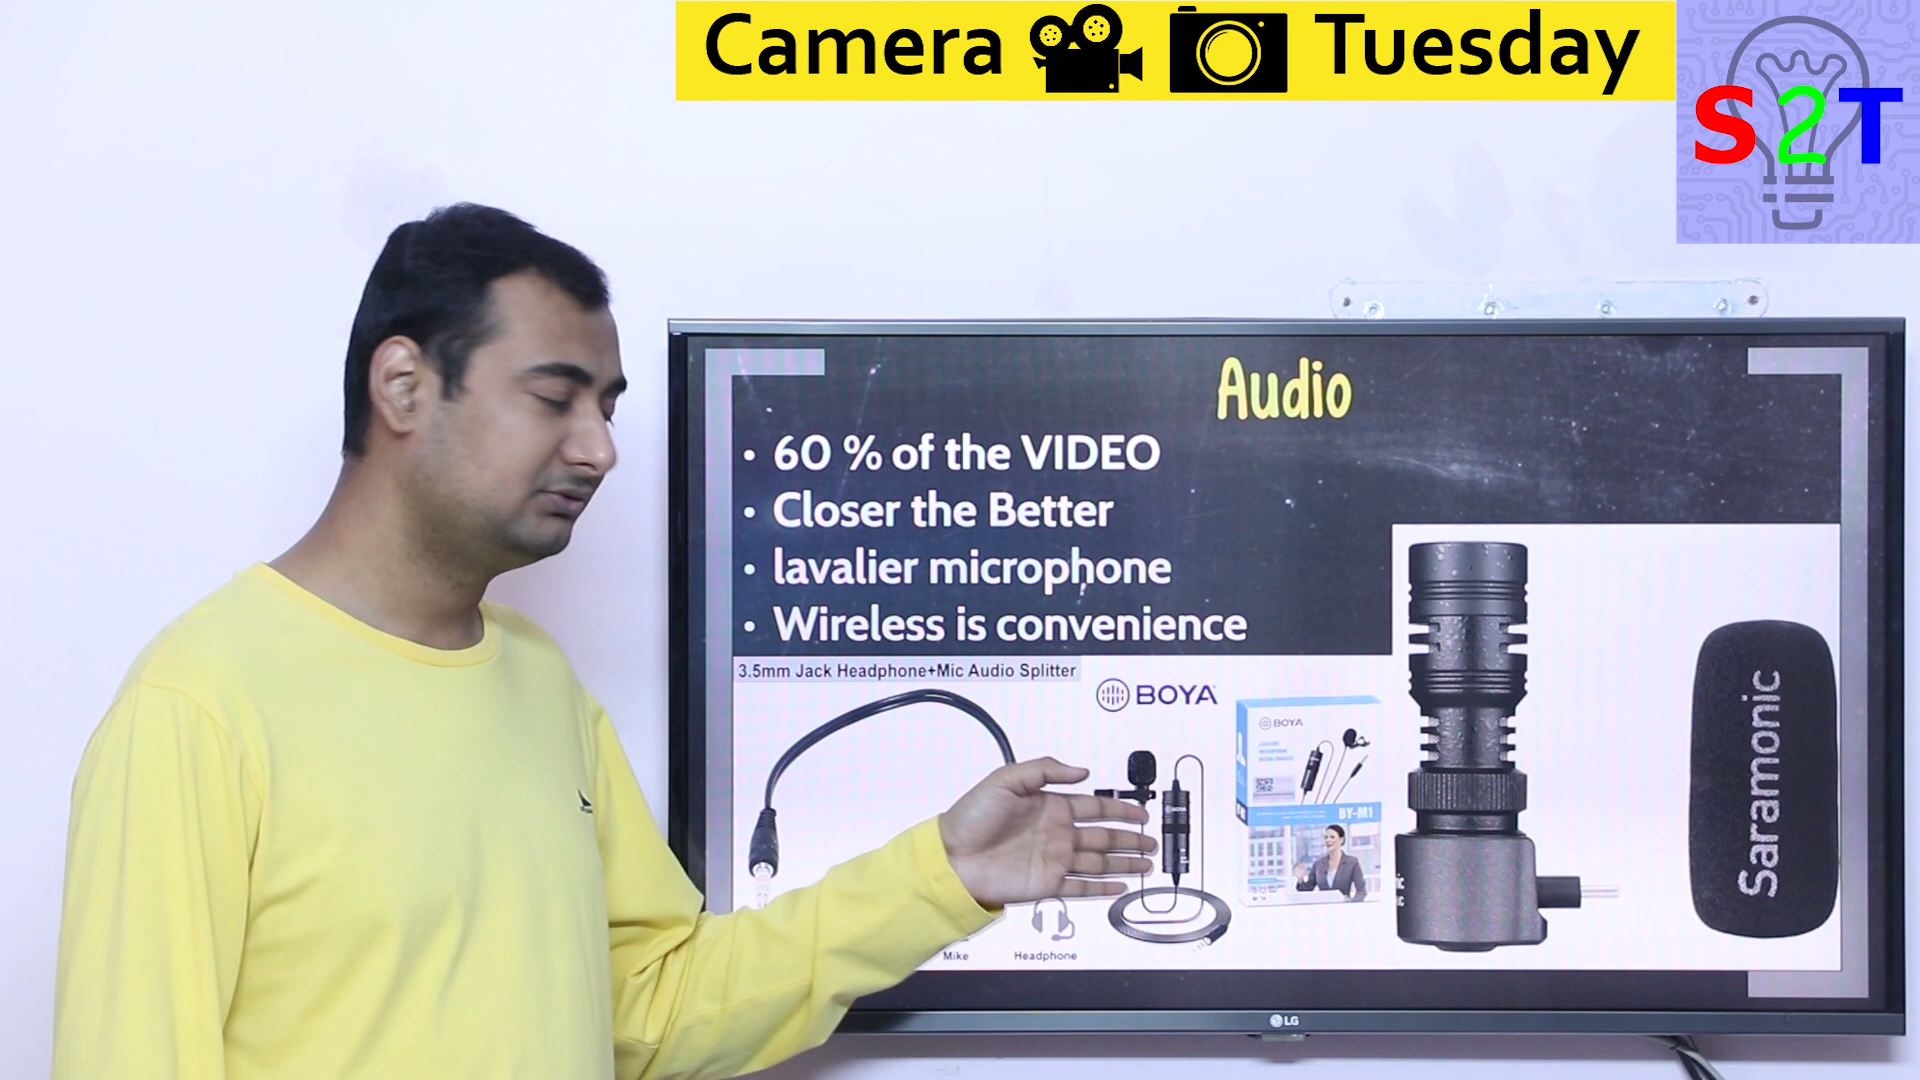 Camera Tuesday
S2T
Audio
• 60 % of the VIDEO
• Closer the Better
• lavalier microphone
• Wireless is convenience
3.5mm Jack Headphone+Mic Audio Splitter
BOYA
BOYA
BY-M1
BOYA
Saramonic
Mike
Headphone
LG